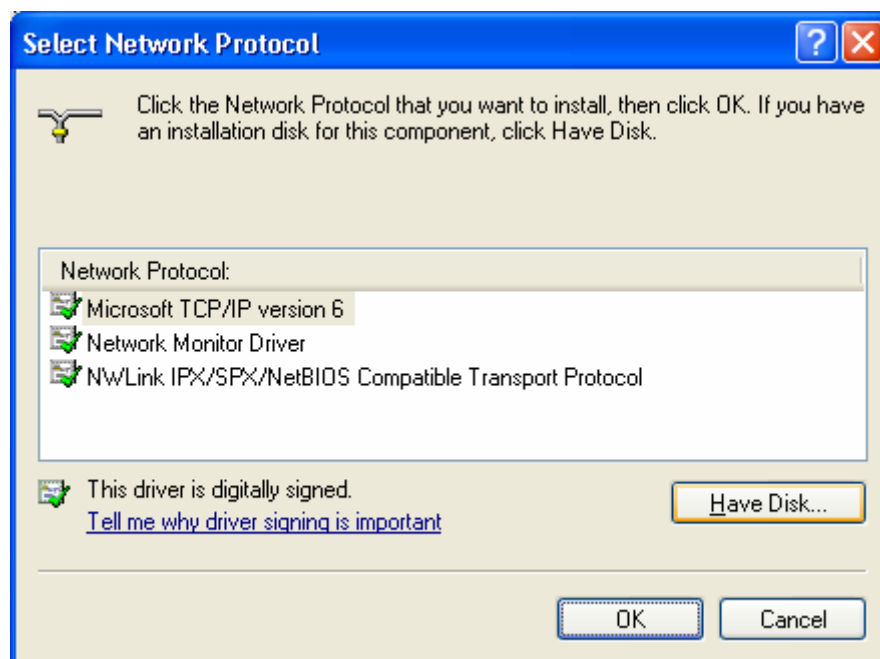 Select Network Protocol
Click the Network Protocol that you want to install, then click OK. If you have
an installation disk for this component, click Have Disk.
Network Protocol:
Microsoft TCP/IP version 6
Network Monitor Driver
NWLink IPX/SPX/NetBIOS Compatible Transport Protocol
This driver is digitally signed.
Tell me why driver signing is important
Have Disk...
OK
Cancel